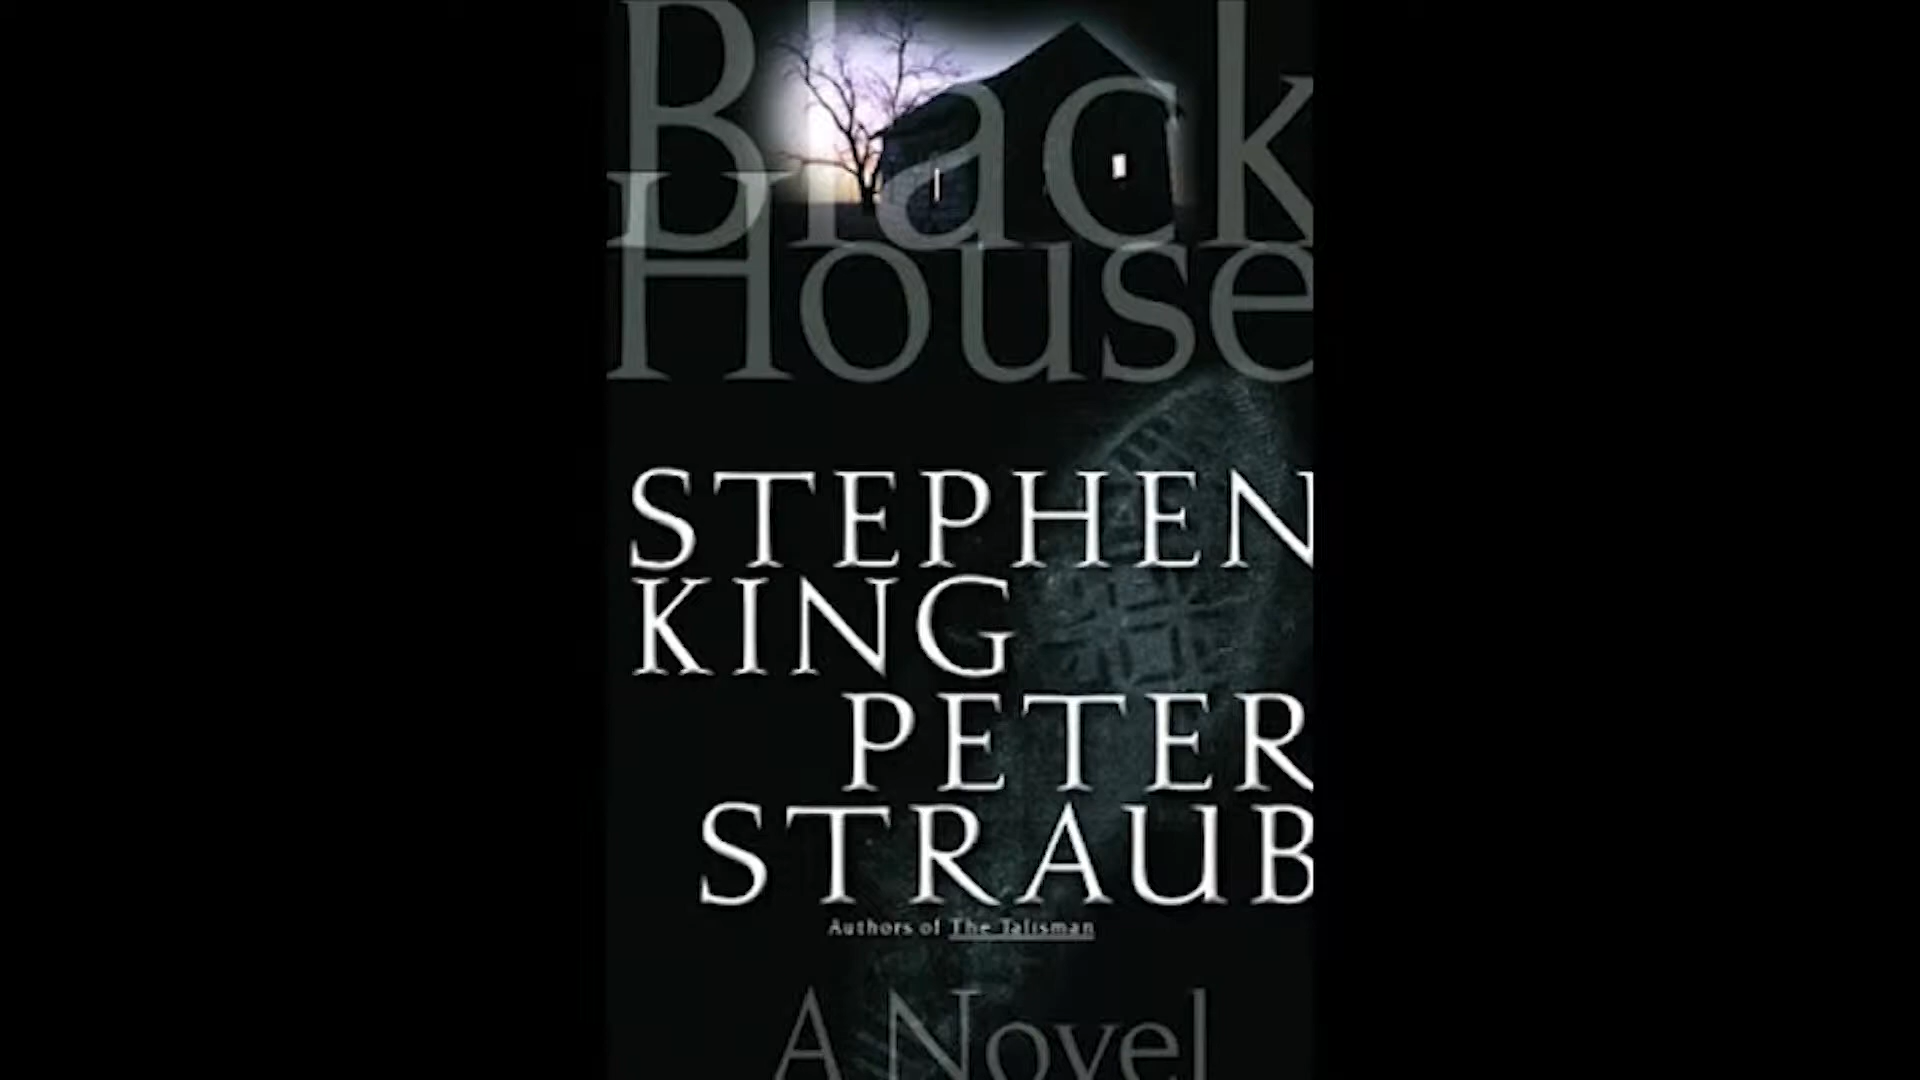 Black
House
STEPHEN
KING
PETER
STRAUB
Authors of The Talisman
A Novel